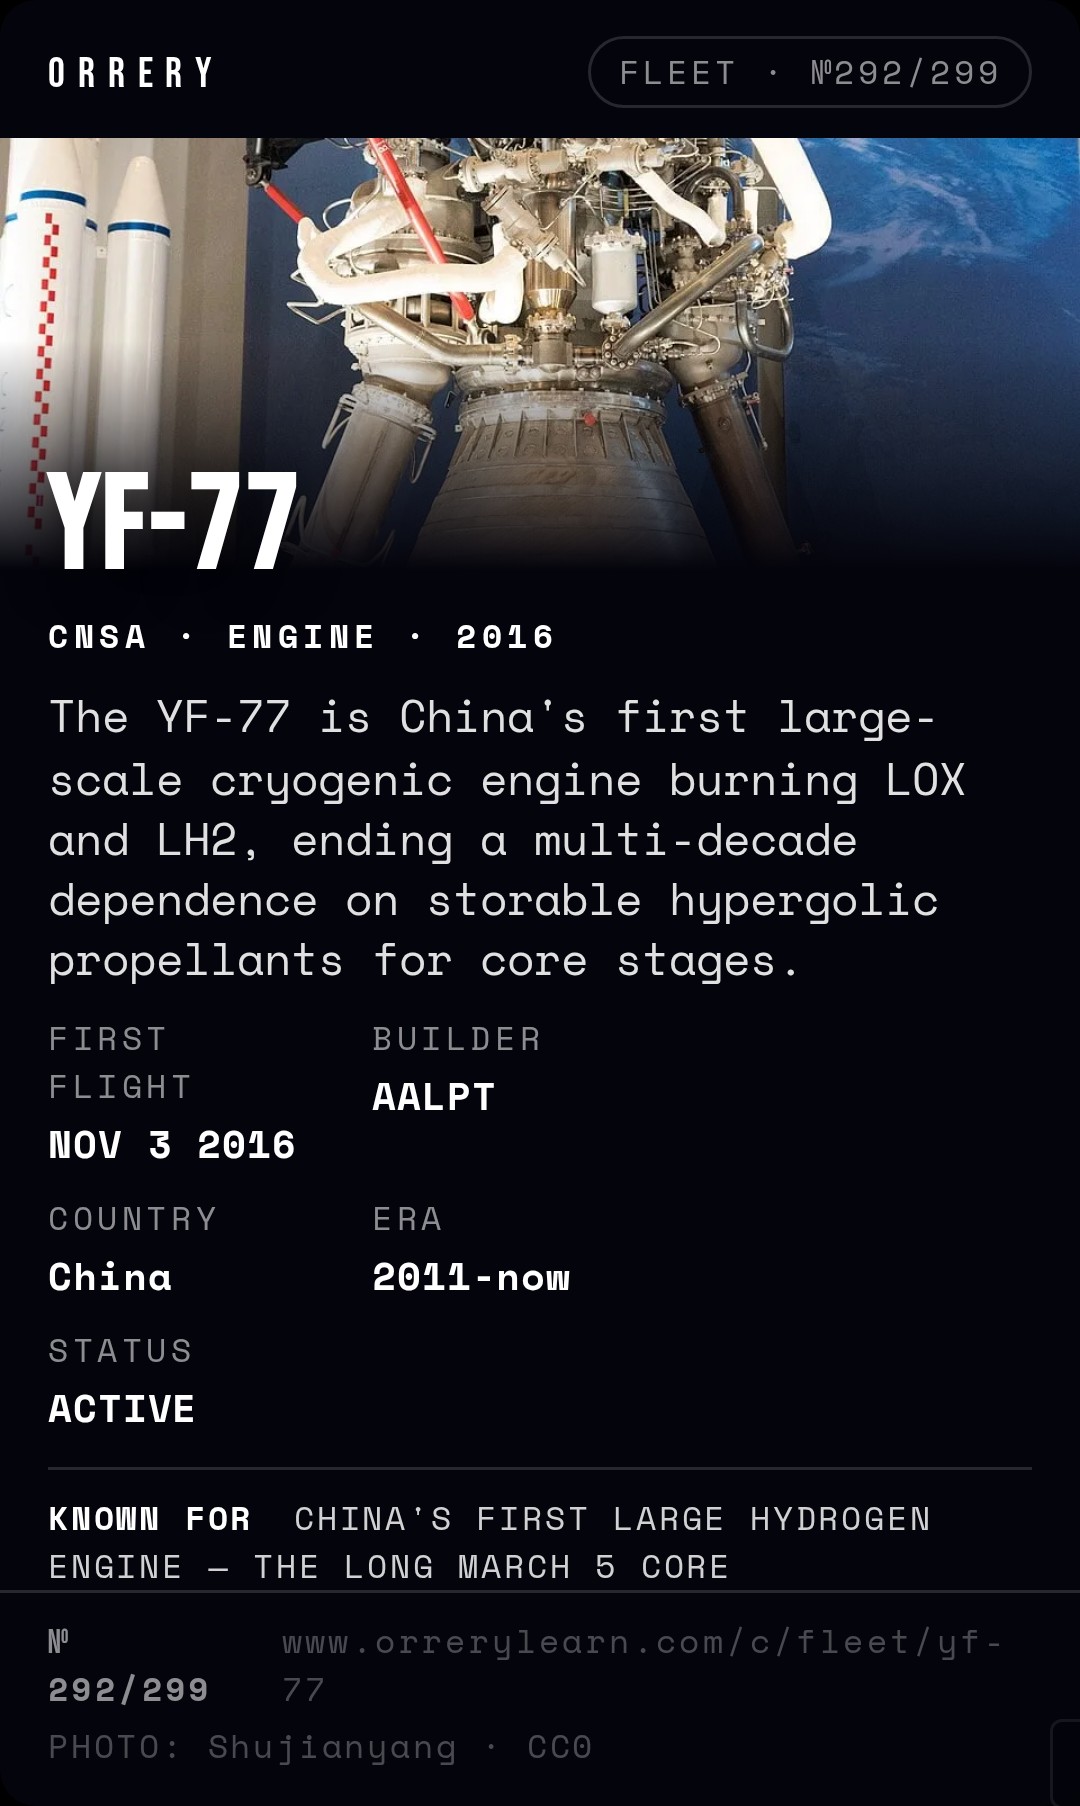 ORRERY
FLEET · №292/299
YF-77
CNSA · ENGINE · 2016
The YF-77 is China's first large-
scale cryogenic engine burning LOX
and LH2, ending a multi-decade
dependence on storable hypergolic
propellants for core stages.
FIRST
FLIGHT
NOV 3 2016
BUILDER
AALPT
COUNTRY
China
ERA
2011-now
STATUS
ACTIVE
KNOWN FOR CHINA'S FIRST LARGE HYDROGEN
ENGINE — THE LONG MARCH 5 CORE
№
292/299
www.orrerylearn.com/c/fleet/yf-
77
PHOTO: Shujianyang · CC0